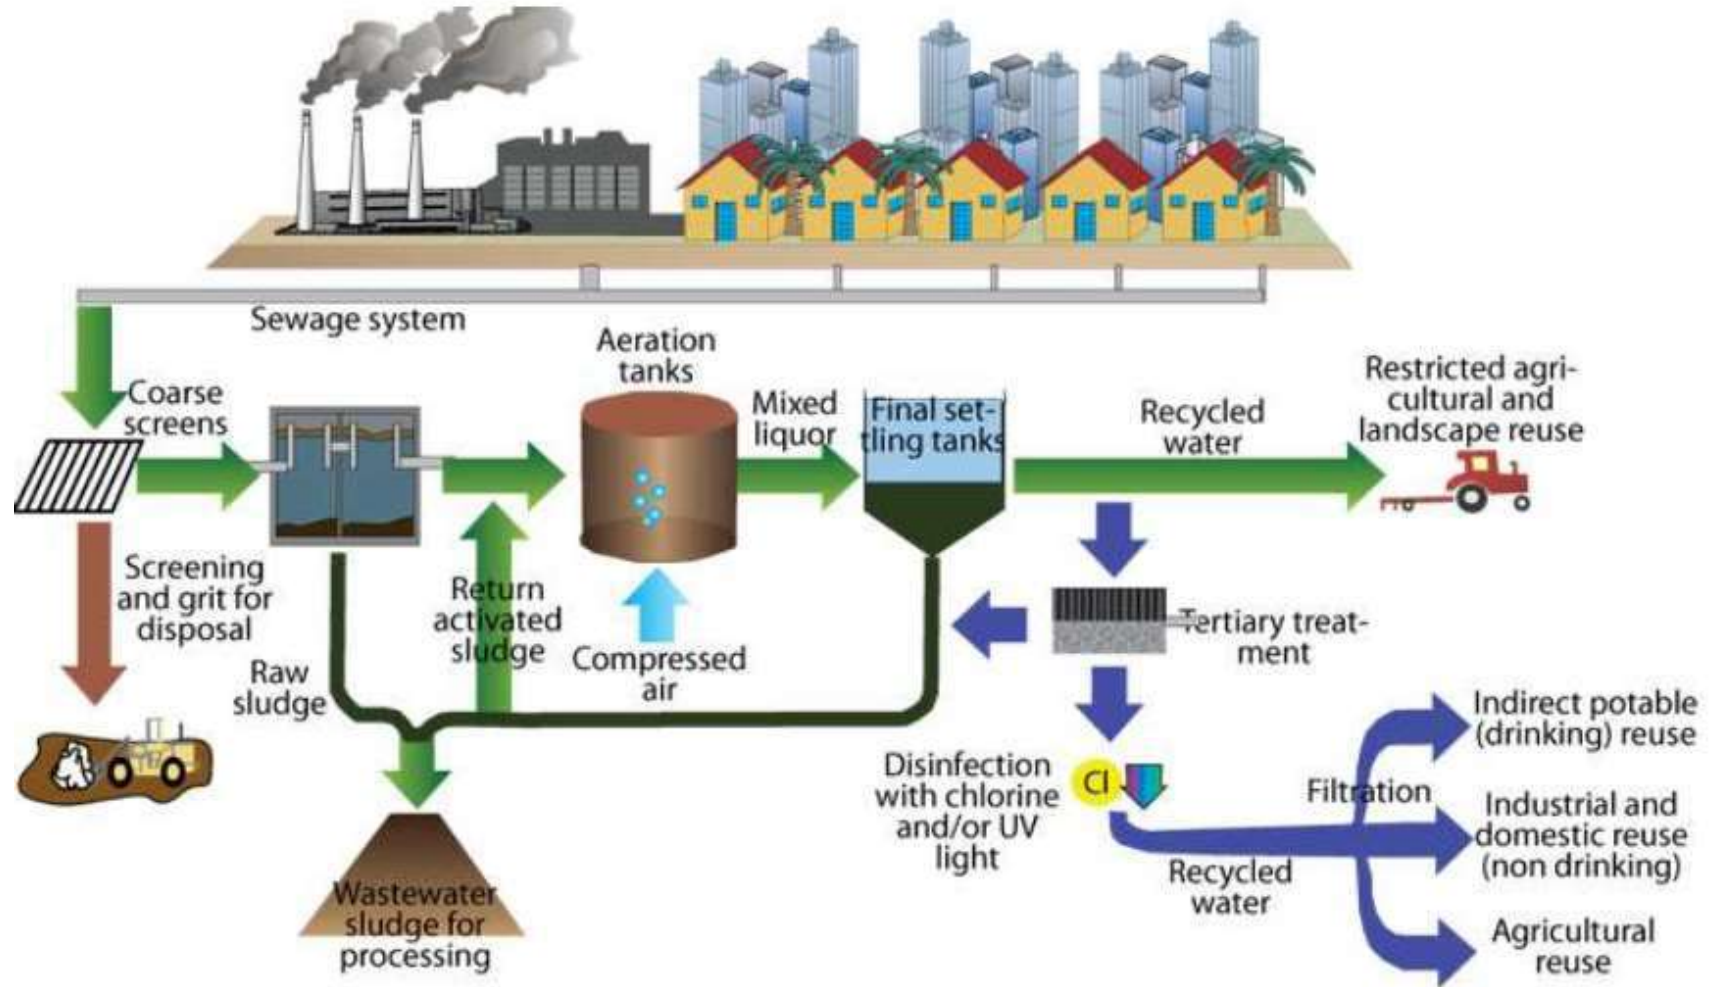 Sewage system
Coarse
screens
Aeration
tanks
Mixed
liquor
Final set-
tling tanks
Recycled
water
Restricted agri-
cultural and
landscape reuse
Screening
and grit for
disposal
Raw
sludge
Return
activated
sludge
Compressed
air
Tertiary treat-
ment
Disinfection
with chlorine
and/or UV
light
Cl
Recycled
water
Filtration
Indirect potable
(drinking) reuse
Industrial and
domestic reuse
(non drinking)
Agricultural
reuse
Wastewater
sludge for
processing